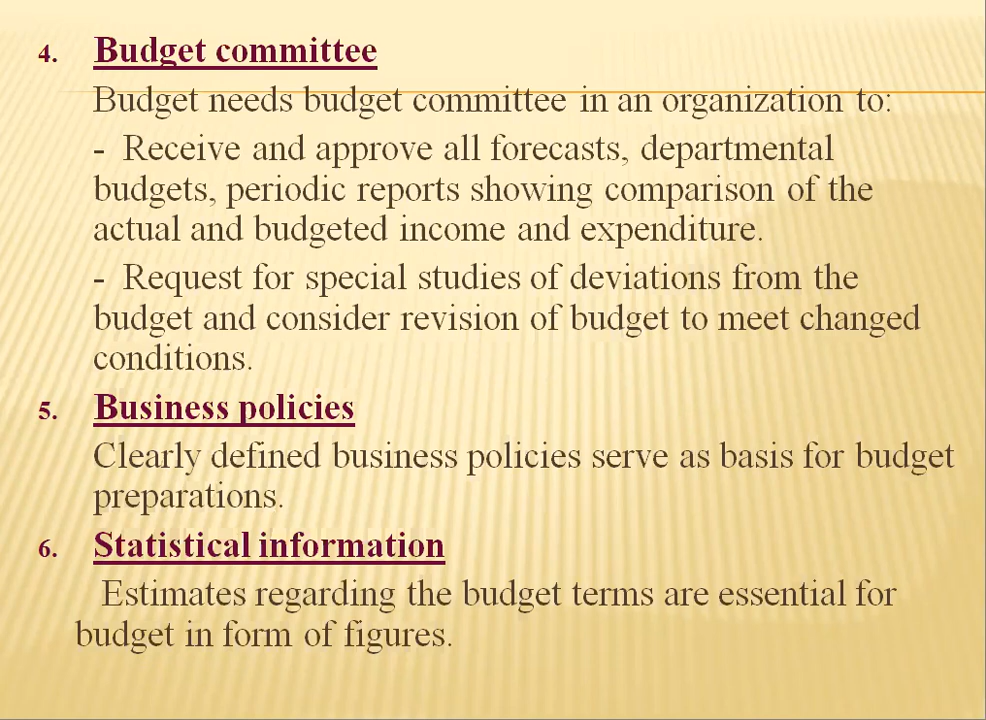 4. Budget committee
Budget needs budget committee in an organization to:
- Receive and approve all forecasts, departmental
budgets, periodic reports showing comparison of the
actual and budgeted income and expenditure.
- Request for special studies of deviations from the
budget and consider revision of budget to meet changed
conditions.
5. Business policies
Clearly defined business policies serve as basis for budget
preparations.
6. Statistical information
Estimates regarding the budget terms are essential for
budget in form of figures.